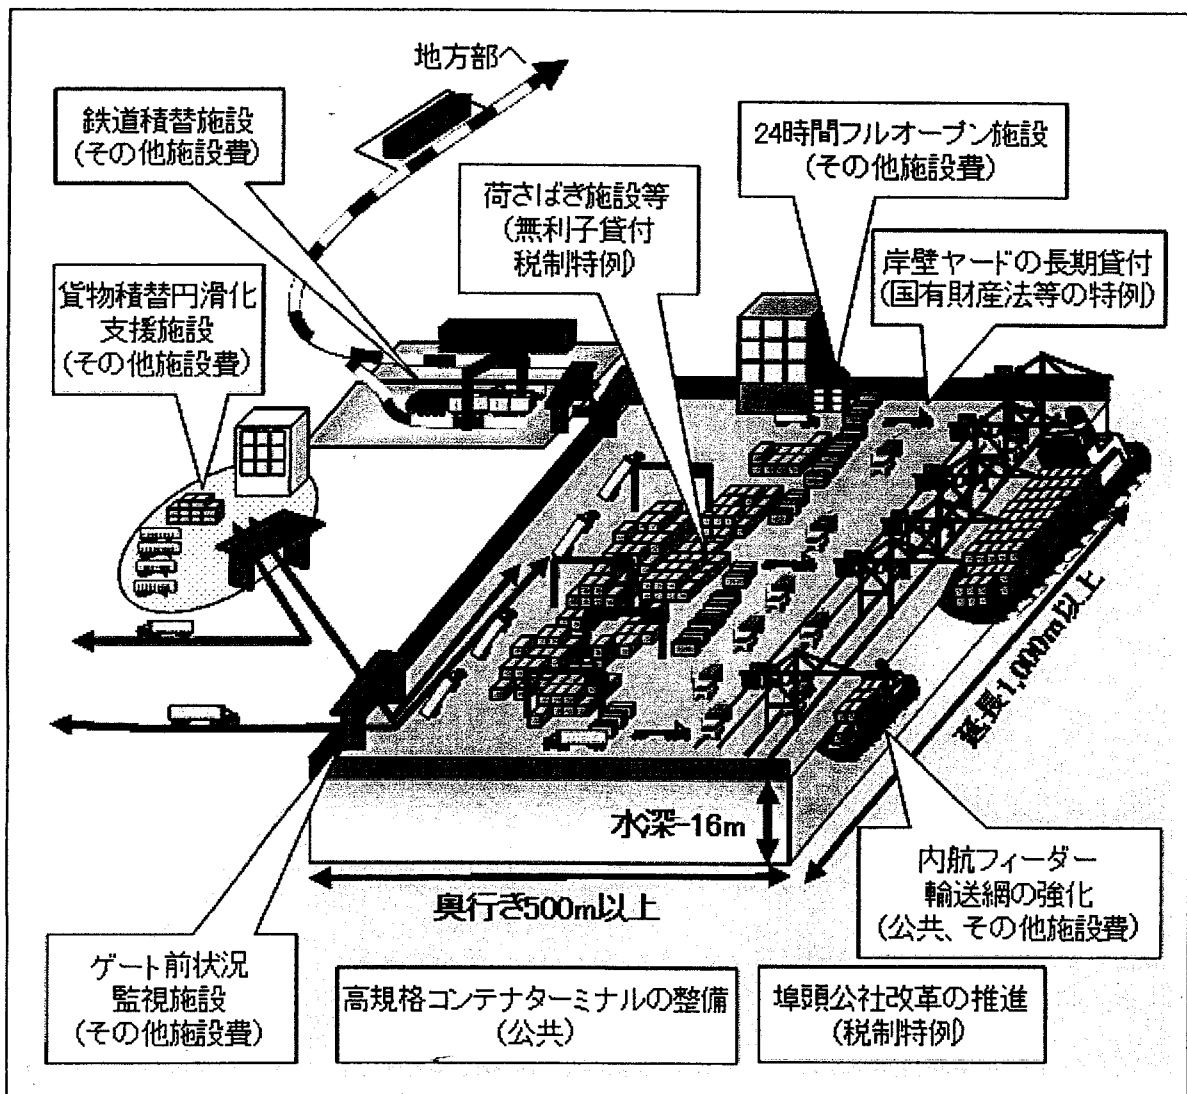 地方部へ
鉄道積替施設
(その他施設費)
24時間フルオープン施設
(その他施設費)
荷さばき施設等
(無利子貸付
税制特例)
岸壁ヤードの長期貸付
(国有財産法等の特例)
貨物積替円滑化
支援施設
(その他施設費)
延長1,000m以上
水深-16m
奥行き500m以上
内航フィーダー
輸送網の強化
(公共、その他施設費)
ゲート前状況
監視施設
(その他施設費)
高規格コンテナターミナルの整備
(公共)
埠頭公社改革の推進
(税制特例)